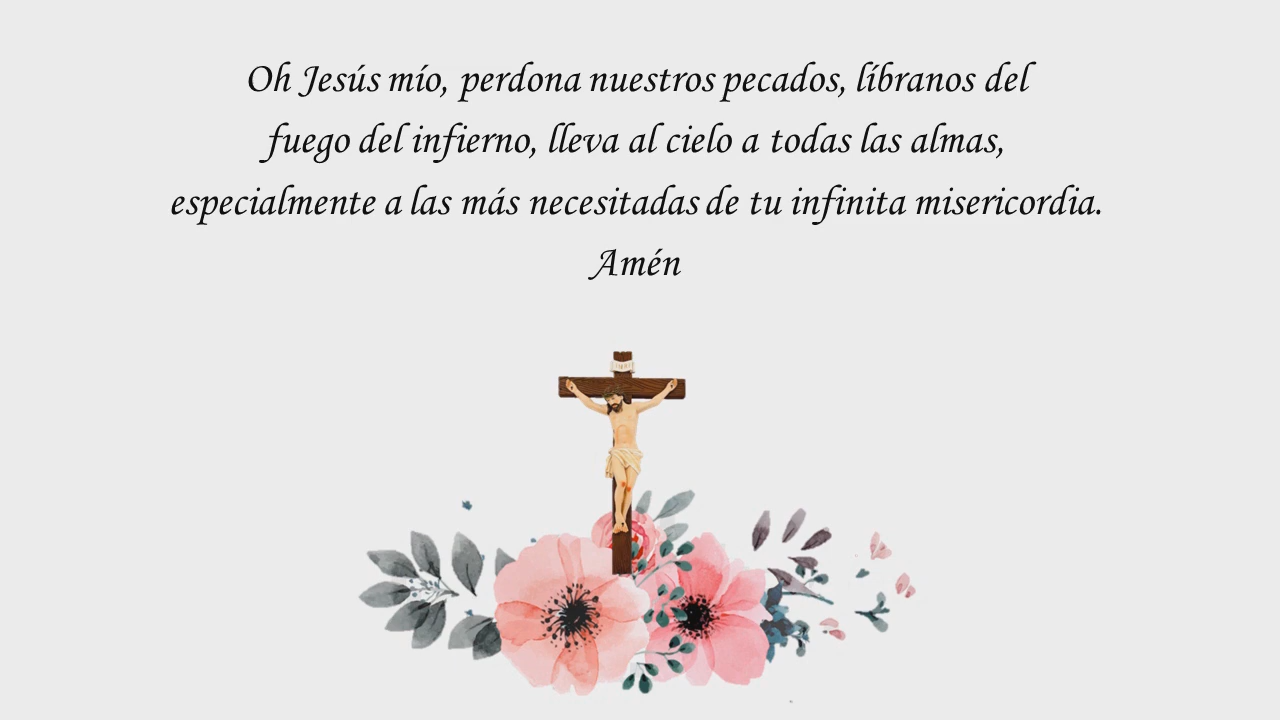 Oh Jesús mío, perdona nuestros pecados, líbranos del
fuego del infierno, lleva al cielo a todas las almas,
especialmente a las más necesitadas de tu infinita misericordia.
Amén